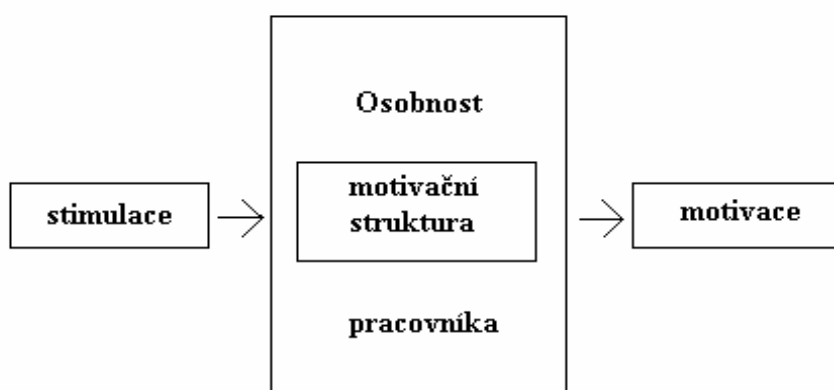 Osobnost
stimulace
motivační
struktura
motivace
pracovníka